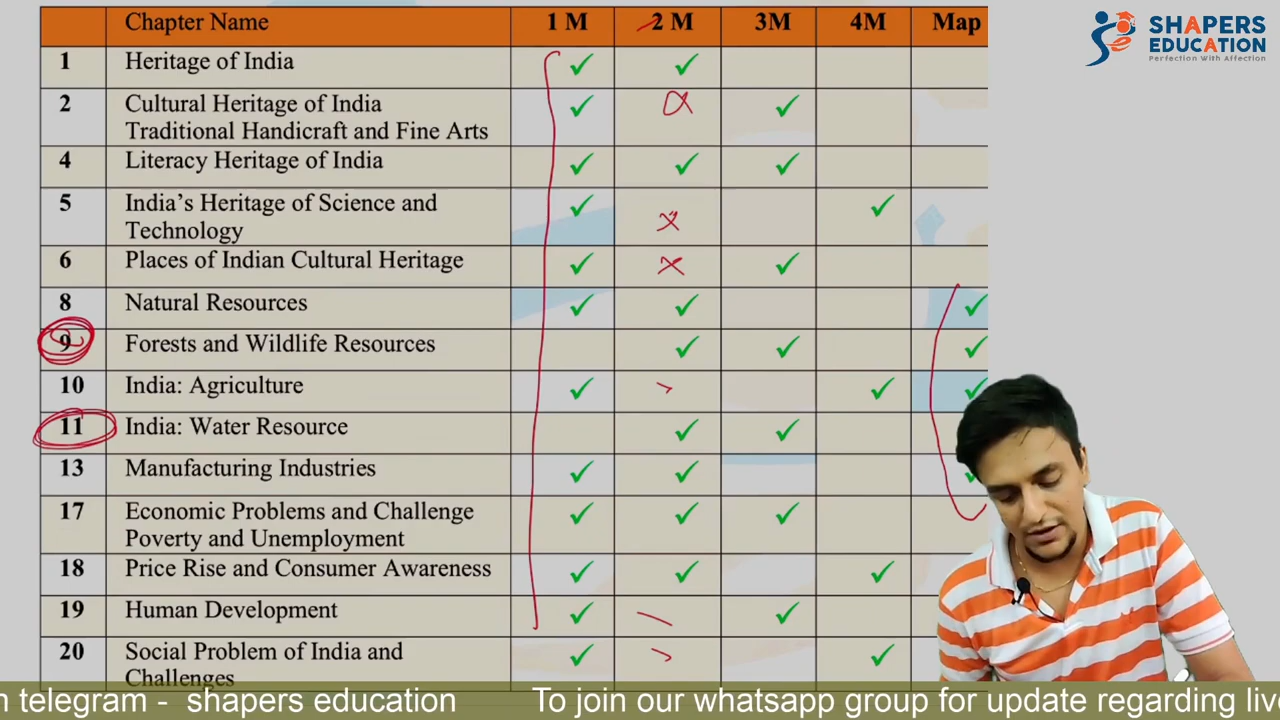 Chapter Name 1 M 2 M 3M 4M Map
SHAPERS
EDUCATION
Perfection With Affection
1 Heritage of India ✓ ✓
2 Cultural Heritage of India ✓ ✓
Traditional Handicraft and Fine Arts
4 Literacy Heritage of India ✓ ✓ ✓
5 India's Heritage of Science and ✓ ✓
Technology
6 Places of Indian Cultural Heritage ✓ ✓
8 Natural Resources ✓ ✓ ✓
9 Forests and Wildlife Resources ✓ ✓ ✓
10 India: Agriculture ✓ ✓ ✓
11 India: Water Resource ✓ ✓
13 Manufacturing Industries ✓ ✓ ✓
17 Economic Problems and Challenge ✓ ✓ ✓
Poverty and Unemployment
18 Price Rise and Consumer Awareness ✓ ✓ ✓
19 Human Development ✓ ✓
20 Social Problem of India and ✓ ✓
Challenges
telegram - shapers education To join our whatsapp group for update regarding live